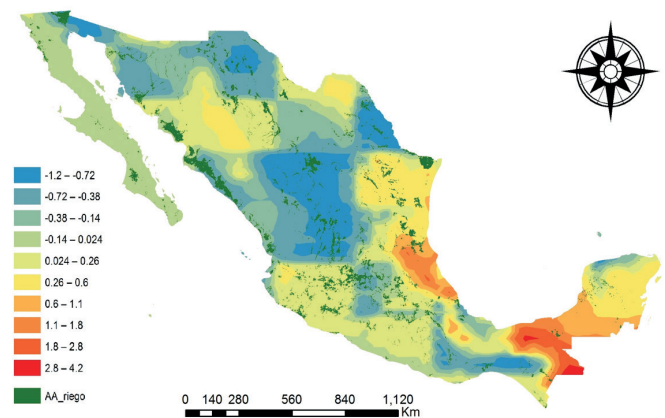 -1.2 – -0.72
-0.72 – -0.38
-0.38 – -0.14
-0.14 – 0.024
0.024 – 0.26
0.26 – 0.6
0.6 – 1.1
1.1 – 1.8
1.8 – 2.8
2.8 – 4.2
AA_riego
0 140 280 560 840 1,120
Km